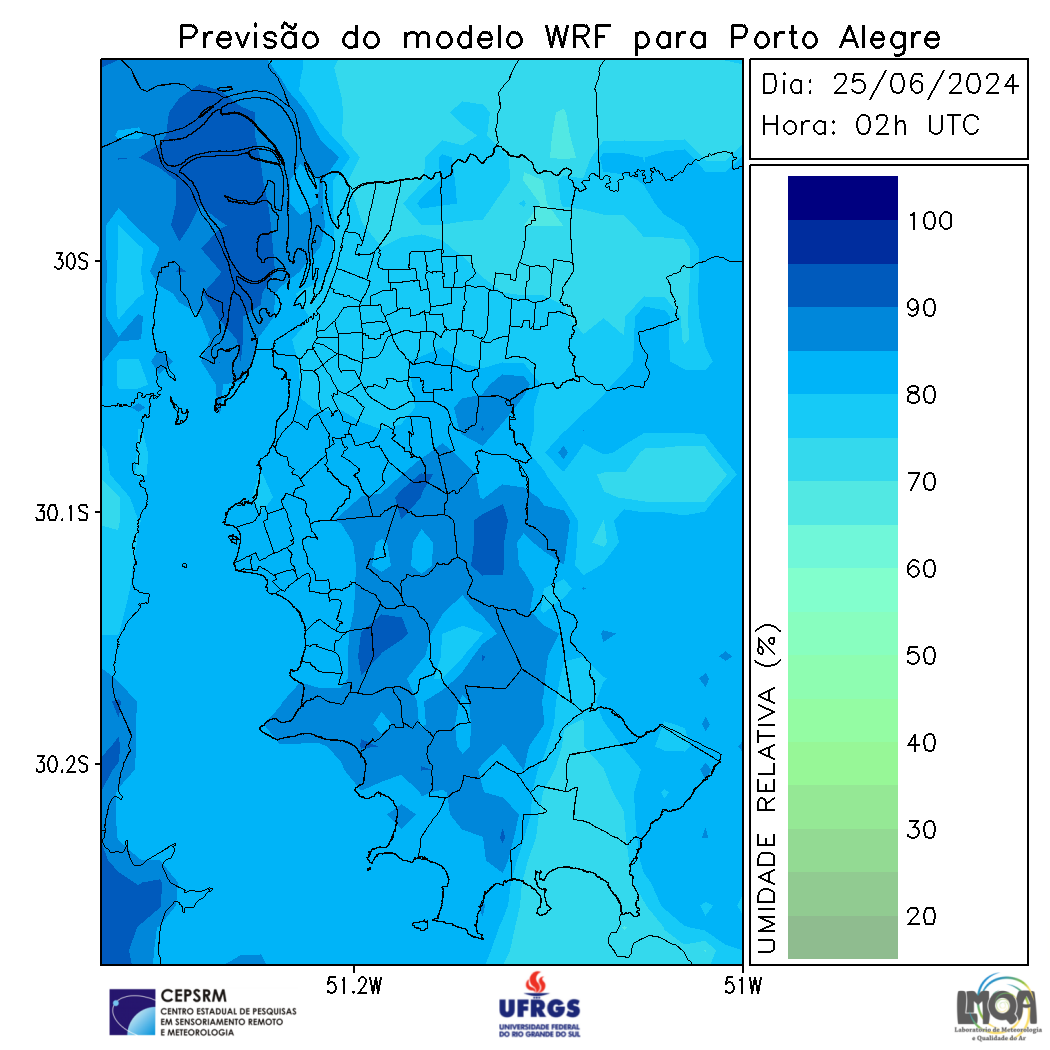 Previsão do modelo WRF para Porto Alegre
Dia: 25/06/2024
Hora: 02h UTC
100
90
80
70
60
50
40
30
20
UMIDADE RELATIVA (%)
30S
30.1S
30.2S
51.2W
51W
CEPSRM
CENTRO ESTADUAL DE PESQUISAS
EM SENSORIAMENTO REMOTO
E METEOROLOGIA
UFRGS
UNIVERSIDADE FEDERAL
DO RIO GRANDE DO SUL
LMQA
Laboratório de Meteorologia
e Qualidade do Ar